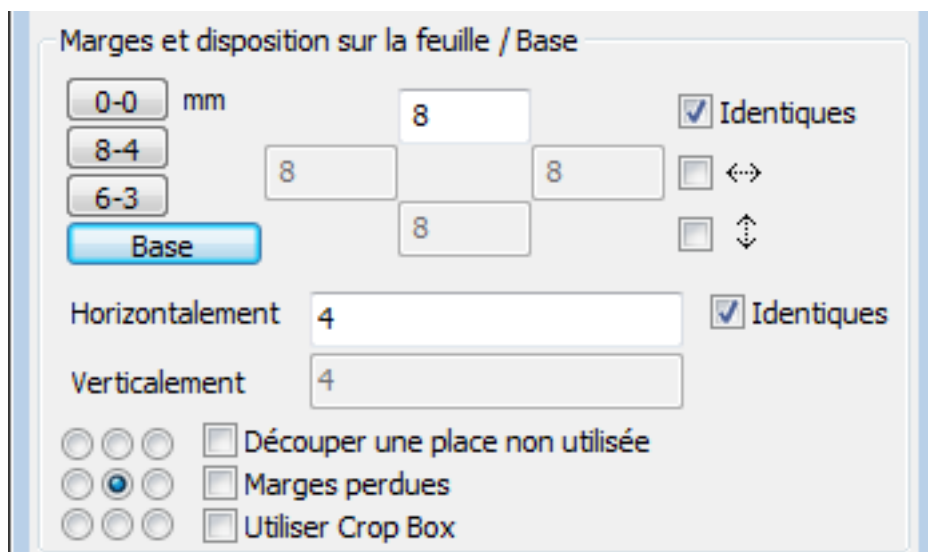 Marges et disposition sur la feuille / Base
0-0 mm 8 Identiques
8-4
8 8
6-3
8
Base
Horizontalement 4 Identiques
Verticalement 4
Découper une place non utilisée
Marges perdues
Utiliser Crop Box